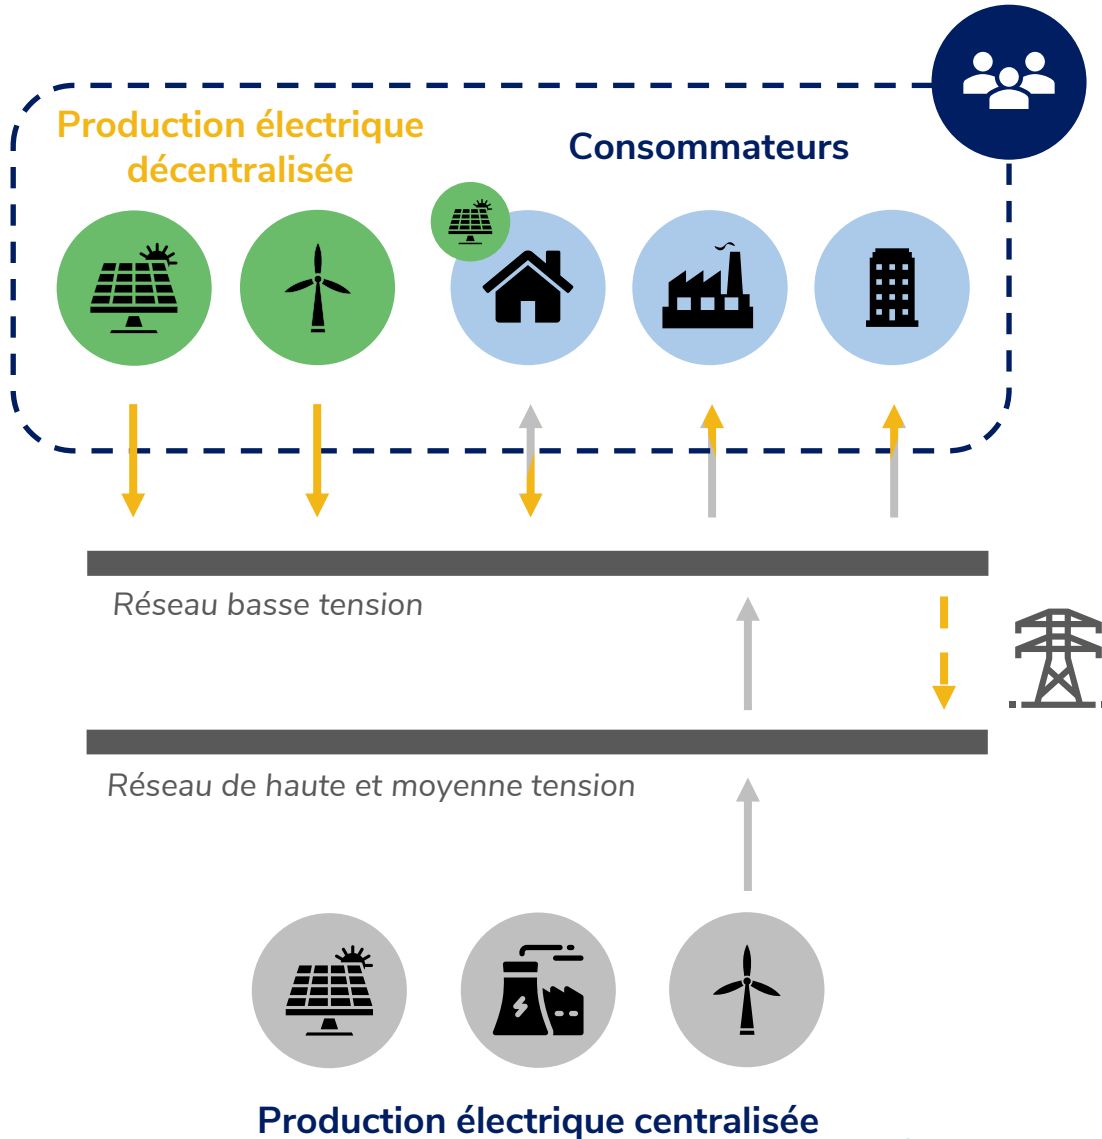 Production électrique
décentralisée
Consommateurs
Réseau basse tension
Réseau de haute et moyenne tension
Production électrique centralisée